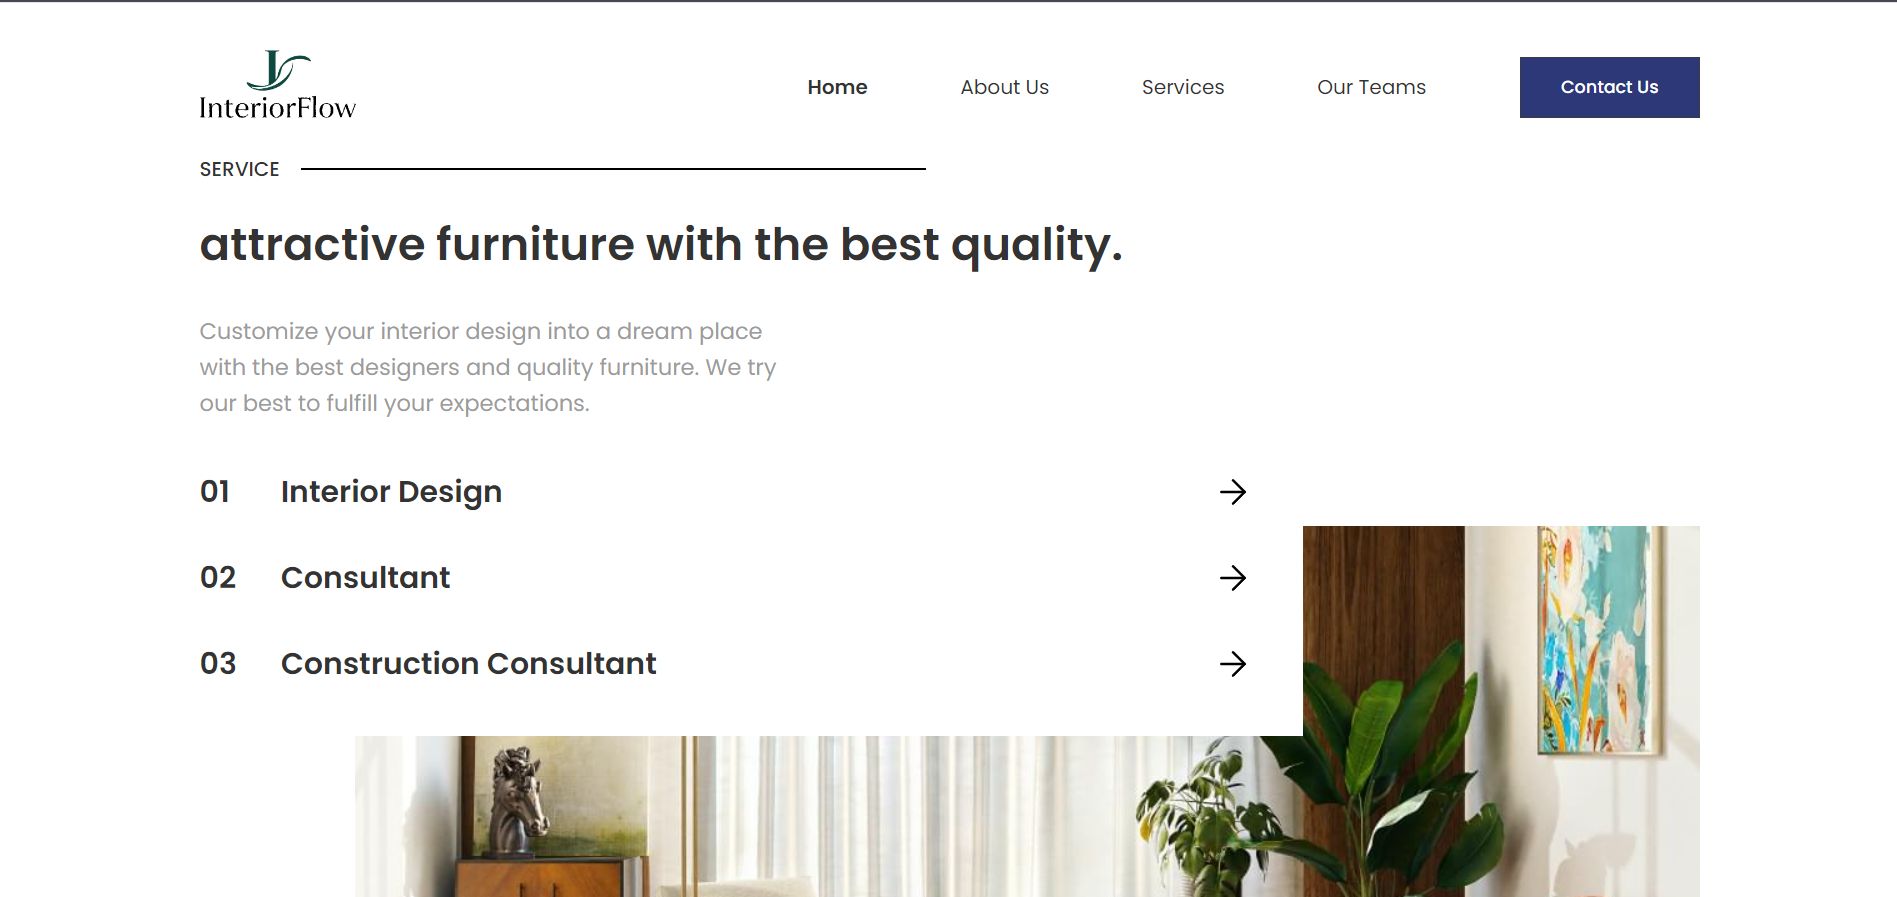 InteriorFlow
Home
About Us
Services
Our Teams
Contact Us
SERVICE
attractive furniture with the best quality.
Customize your interior design into a dream place
with the best designers and quality furniture. We try
our best to fulfill your expectations.
01 Interior Design
02 Consultant
03 Construction Consultant